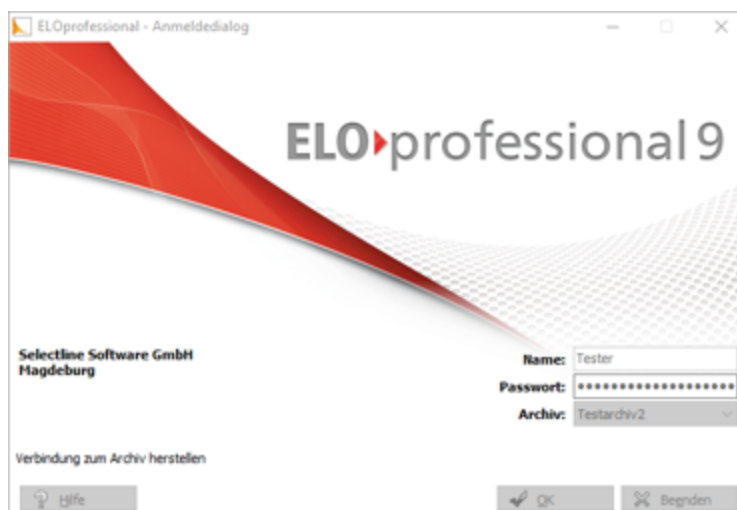 ELOprofessional - Anmeldedialog
ELO professional 9
Selectline Software GmbH
Magdeburg
Name: Tester
Passwort: ●●●●●●●●●●●●●●●●●●●
Archiv: Testarchiv2
Verbindung zum Archiv herstellen
Hilfe
OK
Beenden